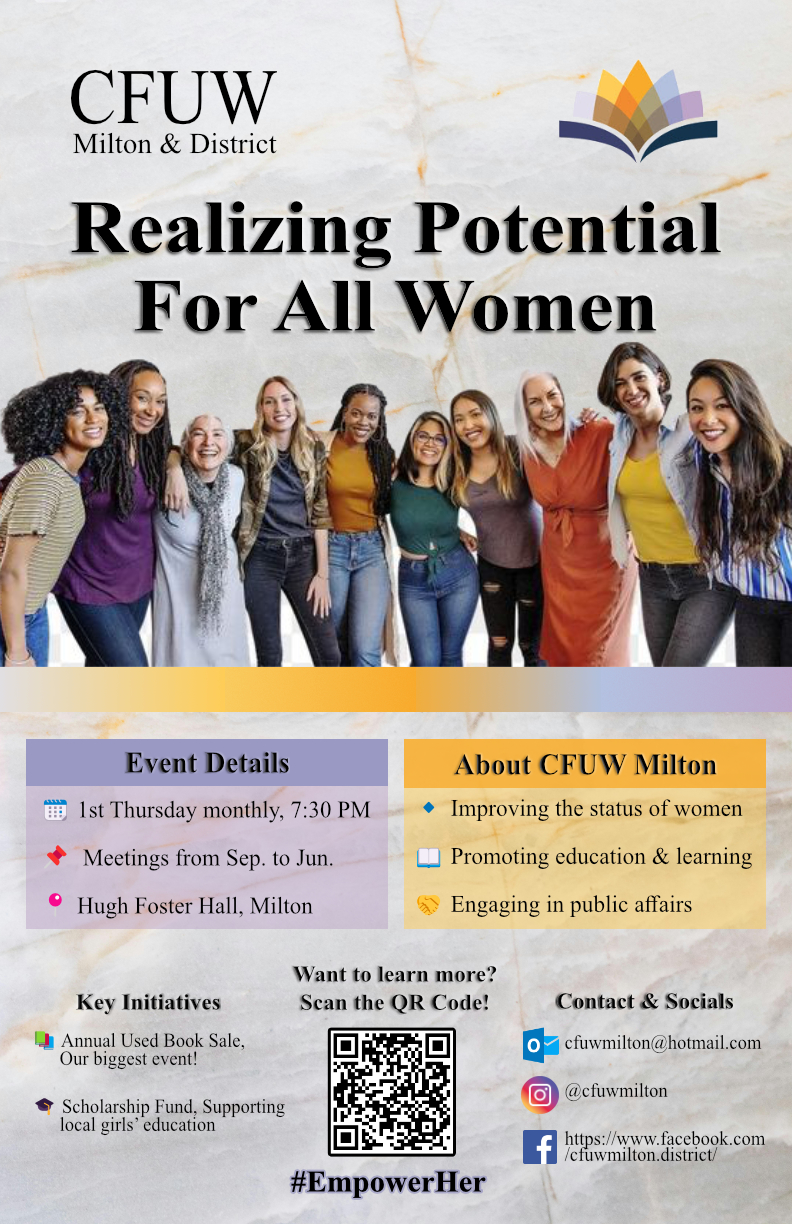 CFUW
Milton & District
Realizing Potential
For All Women
Event Details
1st Thursday monthly, 7:30 PM
Meetings from Sep. to Jun.
Hugh Foster Hall, Milton
About CFUW Milton
Improving the status of women
Promoting education & learning
Engaging in public affairs
Key Initiatives
Annual Used Book Sale,
Our biggest event!
Scholarship Fund, Supporting
local girls’ education
Want to learn more?
Scan the QR Code!
#EmpowerHer
Contact & Socials
cfuwmilton@hotmail.com
@cfuwmilton
https://www.facebook.com
/cfuwmilton.district/